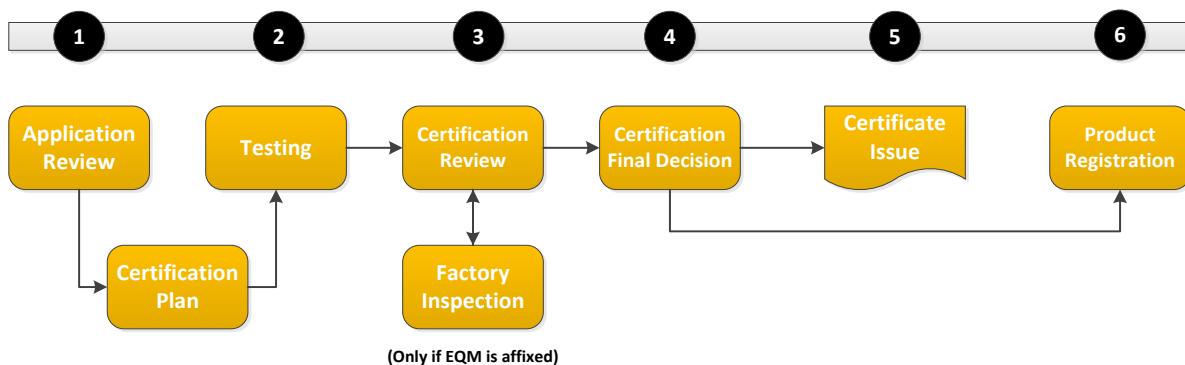 1
2
3
4
5
6
Application
Review
Testing
Certification
Review
Certification
Final Decision
Certificate
Issue
Product
Registration
Certification
Plan
Factory
Inspection
(Only if EQM is affixed)